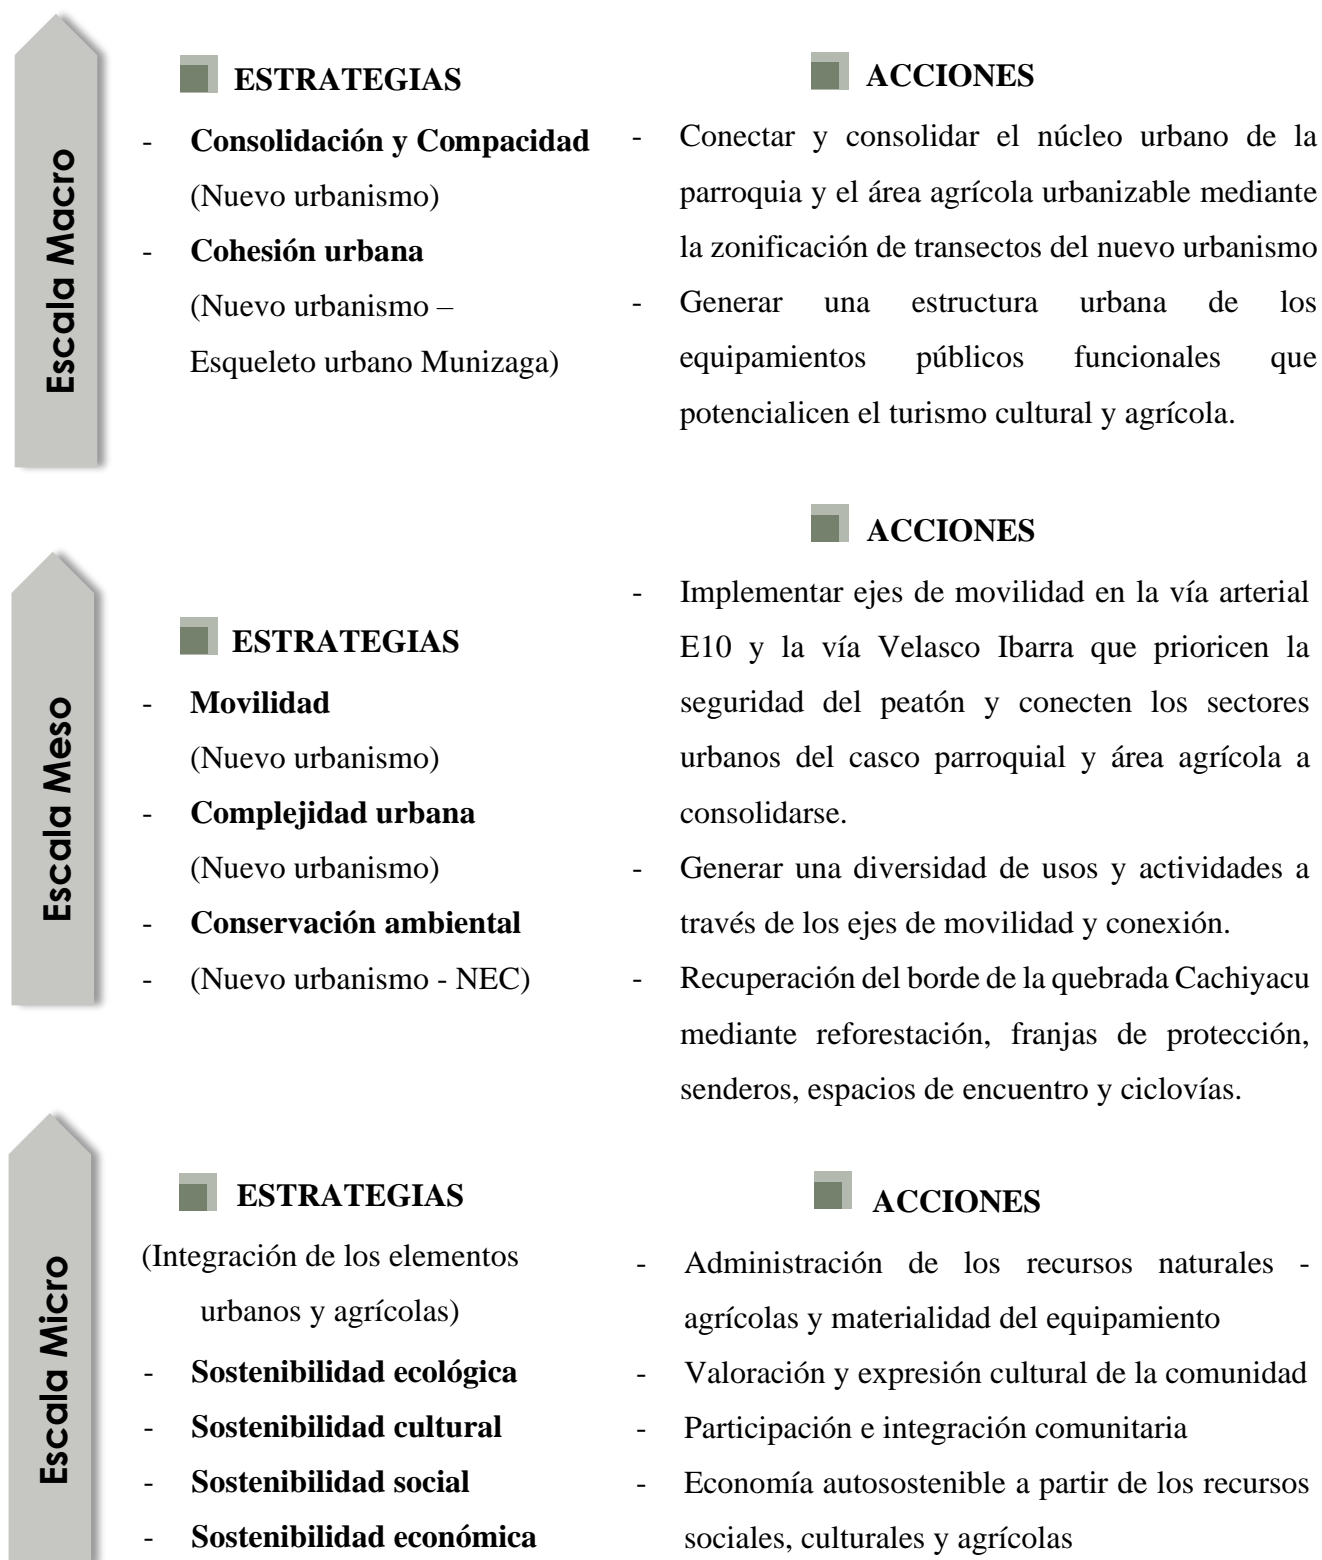 Escala Macro
ESTRATEGIAS
- Consolidación y Compacidad
(Nuevo urbanismo)
- Cohesión urbana
(Nuevo urbanismo –
Esqueleto urbano Munizaga)
ACCIONES
- Conectar y consolidar el núcleo urbano de la
parroquia y el área agrícola urbanizable mediante
la zonificación de transectos del nuevo urbanismo
- Generar una estructura urbana de los
equipamientos públicos funcionales que
potencialicen el turismo cultural y agrícola.
Escala Meso
ESTRATEGIAS
- Movilidad
(Nuevo urbanismo)
- Complejidad urbana
(Nuevo urbanismo)
- Conservación ambiental
- (Nuevo urbanismo - NEC)
ACCIONES
- Implementar ejes de movilidad en la vía arterial
E10 y la vía Velasco Ibarra que prioricen la
seguridad del peatón y conecten los sectores
urbanos del casco parroquial y área agrícola a
consolidarse.
- Generar una diversidad de usos y actividades a
través de los ejes de movilidad y conexión.
- Recuperación del borde de la quebrada Cachiyacu
mediante reforestación, franjas de protección,
senderos, espacios de encuentro y ciclovías.
Escala Micro
ESTRATEGIAS
(Integración de los elementos
urbanos y agrícolas)
- Sostenibilidad ecológica
- Sostenibilidad cultural
- Sostenibilidad social
- Sostenibilidad económica
ACCIONES
- Administración de los recursos naturales -
agrícolas y materialidad del equipamiento
- Valoración y expresión cultural de la comunidad
- Participación e integración comunitaria
- Economía autosostenible a partir de los recursos
sociales, culturales y agrícolas